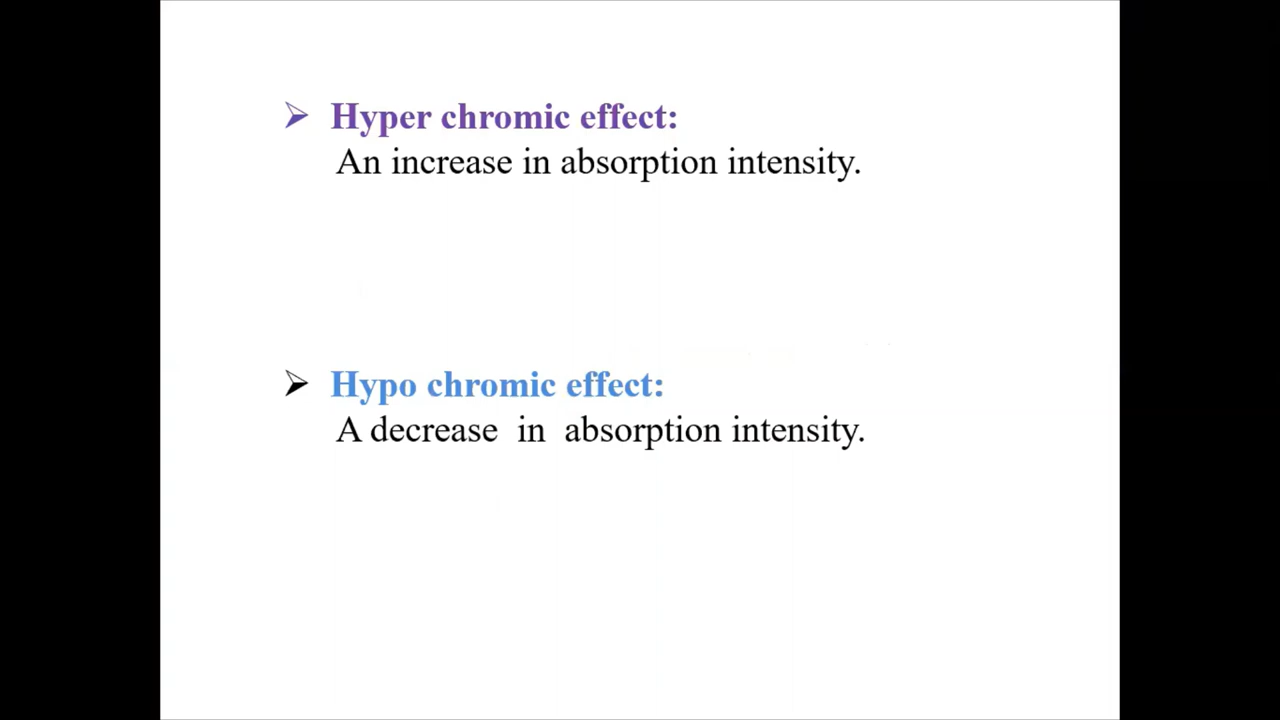 Hyper chromic effect:
An increase in absorption intensity.
Hypo chromic effect:
A decrease in absorption intensity.